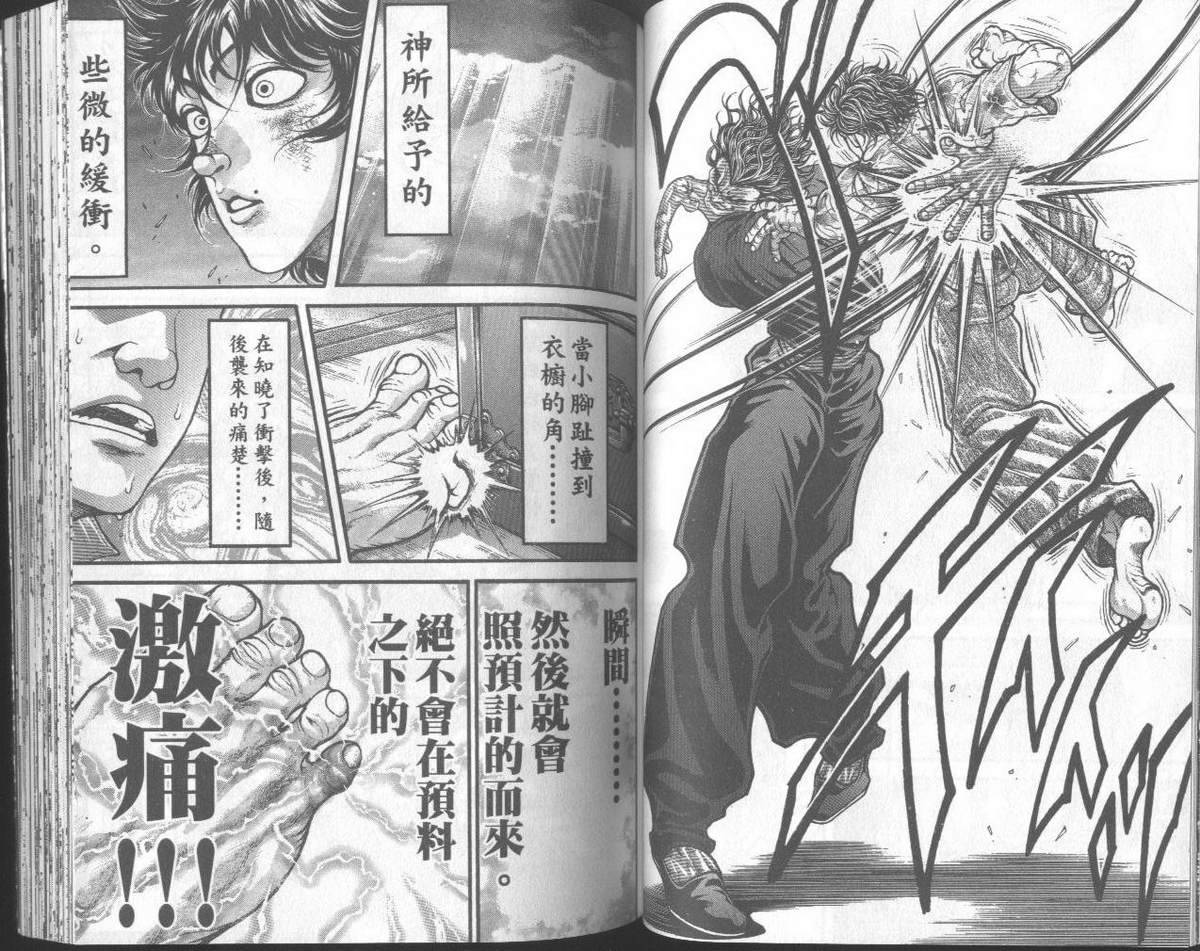 神所給予的
些微的緩衝。
當小腳趾撞到
衣櫥的角………
在知曉了衝擊後，隨
後襲來的痛楚………
瞬間………
然後就會
照預計的而來。
絕不會在預料
之下的
激痛!!!